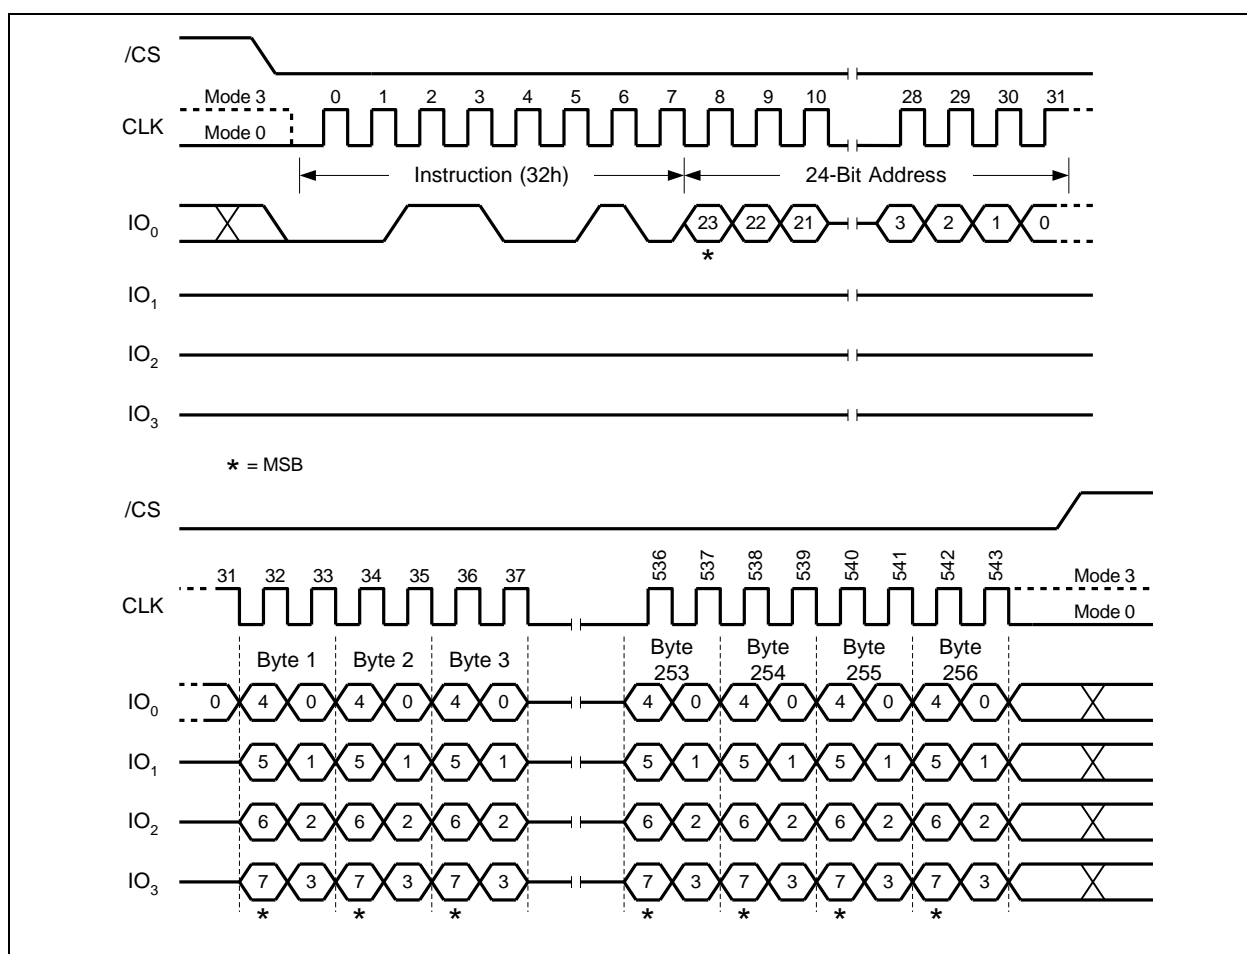 /CS
Mode 3 0 1 2 3 4 5 6 7 8 9 10 28 29 30 31
CLK Mode 0
Instruction (32h) 24-Bit Address
IO0 23 22 21 3 2 1 0
*
IO1
IO2
IO3
* = MSB
/CS
31 32 33 34 35 36 37 536 537 538 539 540 541 542 543 Mode 3
CLK Mode 0
Byte 1 Byte 2 Byte 3 Byte 253 Byte 254 Byte 255 Byte 256
IO0 0 4 0 4 0 4 0 4 0 4 0 4 0 4 0
IO1 5 1 5 1 5 1 5 1 5 1 5 1 5 1
IO2 6 2 6 2 6 2 6 2 6 2 6 2 6 2
IO3 7 3 7 3 7 3 7 3 7 3 7 3 7 3
* * * * * * *